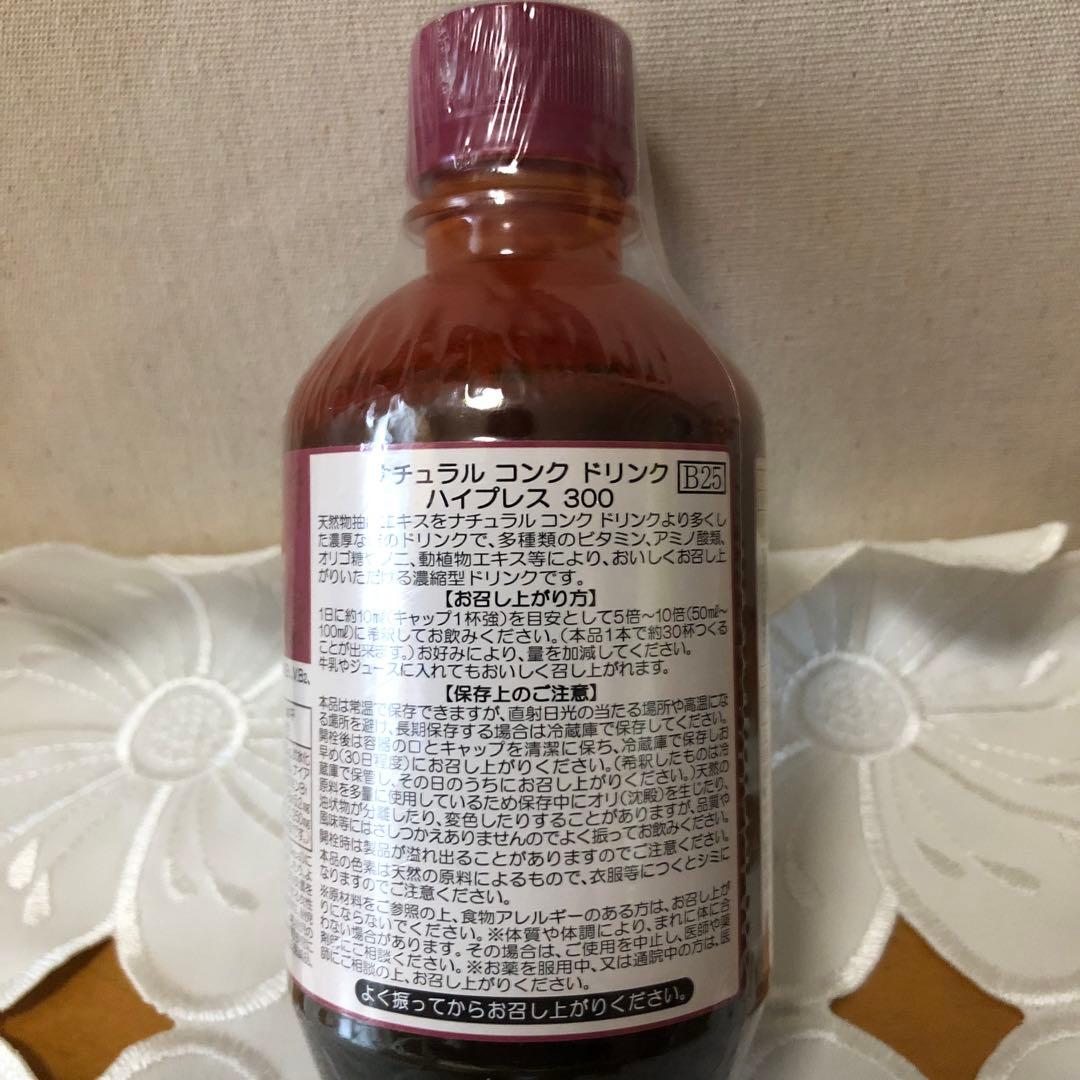 チュラル コンク ドリンク B25
ハイプレス 300
天然物抽出エキスをナチュラル コンク ドリンクより多くし
た濃厚な のドリンクで、多種類のビタミン、アミノ酸類、
オリゴ糖やノニ、動植物エキス等により、おいしくお召し上
がりいただける濃縮型ドリンクです。
【お召し上がり方】
1日に約10㎖(キャップ1杯強)を目安として5倍〜10倍(50㎖〜
100㎖)に希釈してお飲みください。(本品1本で約30杯つくる
ことが出来ます。)お好みにより、量を加減してください。
牛乳やジュースに入れてもおいしく召し上がれます。
【保存上のご注意】
本品は常温で保存できますが、直射日光の当たる場所や高温にな
る場所を避け、長期保存する場合は冷蔵庫で保存してください。
開栓後は容器の口とキャップを清潔に保ち、冷蔵庫で保存しお
早め(30日程度)にお召し上がりください。(希釈したものは冷
蔵庫で保管し、その日のうちにお召し上がりください。)天然の
原料を多量に使用しているため保存中にオリ(沈殿)を生じたり、
油状物が分離したり、変色したりすることがありますが、品質や
風味等にはさしつかえありませんのでよく振ってお飲みください。
開栓時は製品が溢れ出ることがありますのでご注意ください。
本品の色素は天然の原料によるもので、衣服等につくとシミに
なりますのでご注意ください。
※原材料をご参照の上、食物アレルギーのある方は、お召し上が
りにならないでください。※体質や体調により、まれに体に合
わない場合があります。その場合は、ご使用を中止し、医師や薬
剤師にご相談ください。※お薬を服用中、又は通院中の方は、医
師にご相談の上、お召し上がりください。
よく振ってからお召し上がりください。